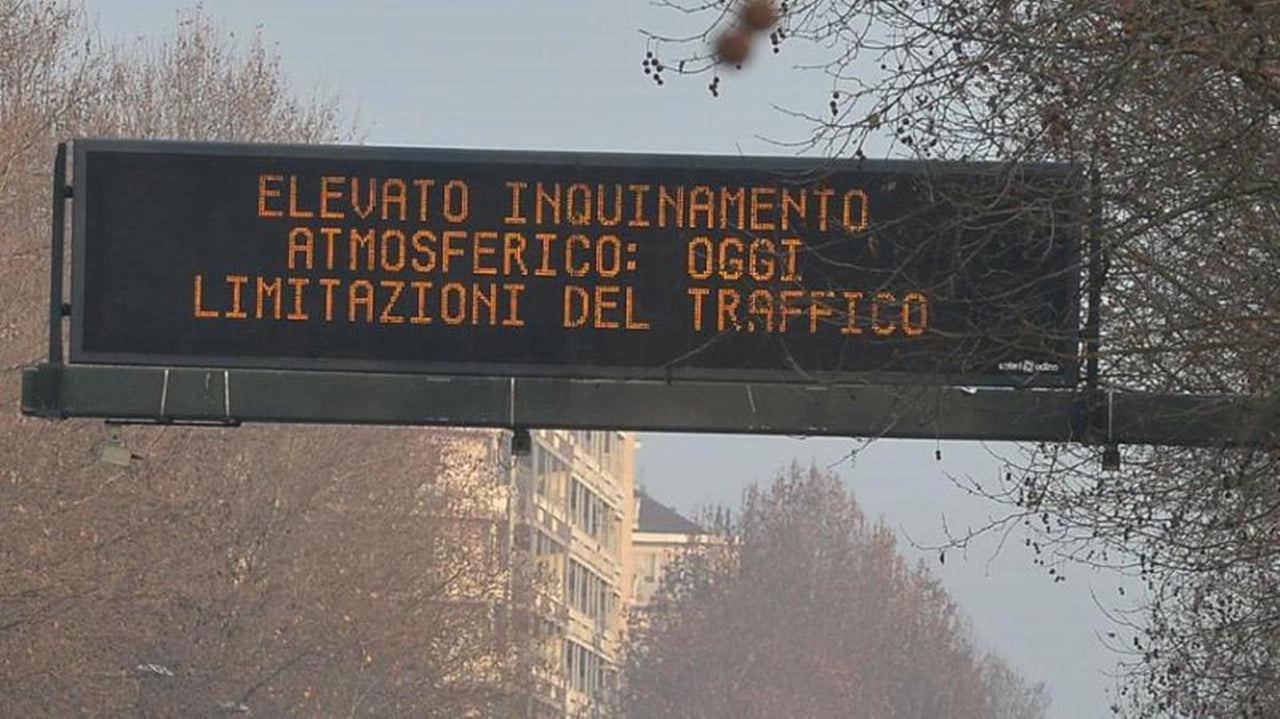 ELEVATO INQUINAMENTO
ATMOSFERICO: OGGI
LIMITAZIONI DEL TRAFFICO